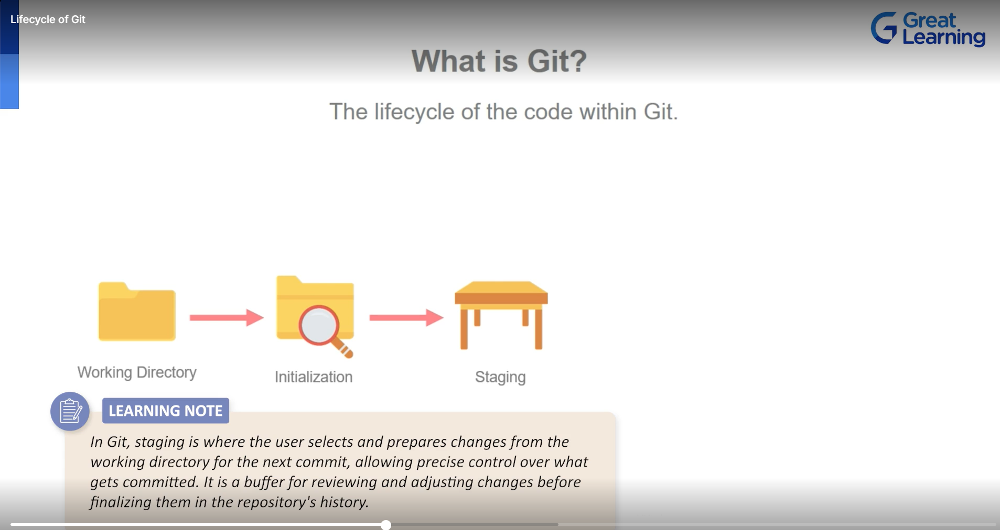 Lifecycle of Git
Great
Learning
What is Git?
The lifecycle of the code within Git.
Working Directory
Initialization
Staging
LEARNING NOTE
In Git, staging is where the user selects and prepares changes from the
working directory for the next commit, allowing precise control over what
gets committed. It is a buffer for reviewing and adjusting changes before
finalizing them in the repository's history.